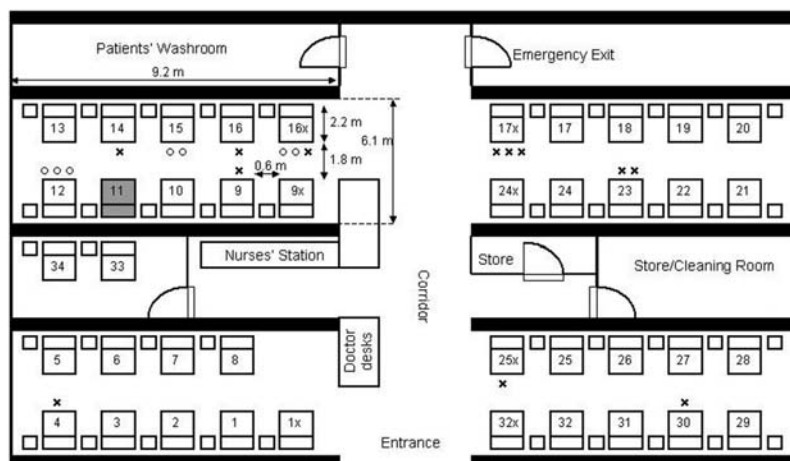 Patients' Washroom
Emergency Exit
9.2 m
13 14 15 16 16x
2.2 m
6.1 m
17x 17 18 19 20
1.8 m
0.6 m
12 11 10 9 9x
24x 24 23 22 21
34 33
Nurses' Station
Store
Store/Cleaning Room
Corridor
5 6 7 8
Doctor
desks
25x 25 26 27 28
4 3 2 1 1x
32x 32 31 30 29
Entrance